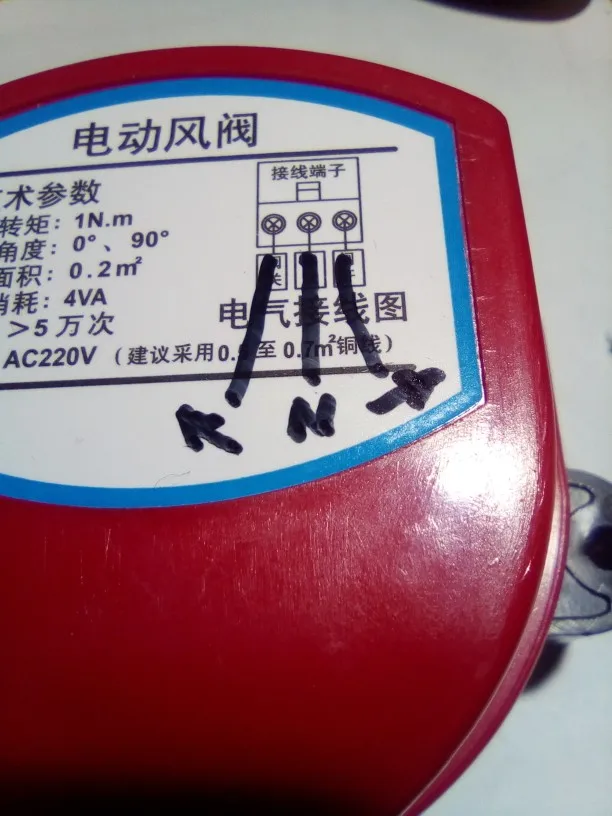 电动风阀
接线端子
术参数
转矩：1N.m
角度：0°、90°
面积：0.2m²
消耗：4VA
＞5万次
关
电气接线图
AC220V（建议采用0.至0.7m²铜线）
N